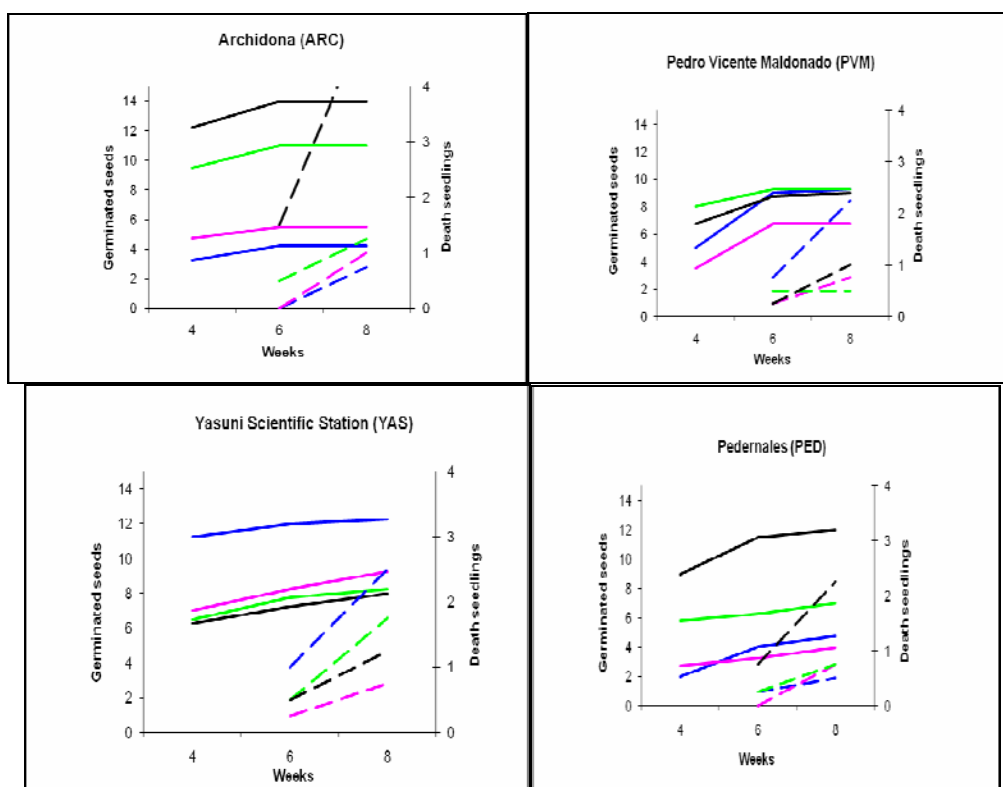 Archidona (ARC)
Germinated seeds
14
12
10
8
6
4
2
0
4 6 8
Weeks
4
3
2
1
0
Death seedlings
Pedro Vicente Maldonado (PVM)
Germinated seeds
14
12
10
8
6
4
2
0
4 6 8
Weeks
4
3
2
1
0
Death seedlings
Yasuni Scientific Station (YAS)
Germinated seeds
14
12
10
8
6
4
2
0
4 6 8
Weeks
4
3
2
1
0
Death seedlings
Pedernales (PED)
Germinated seeds
14
12
10
8
6
4
2
0
4 6 8
Weeks
4
3
2
1
0
Death seedlings